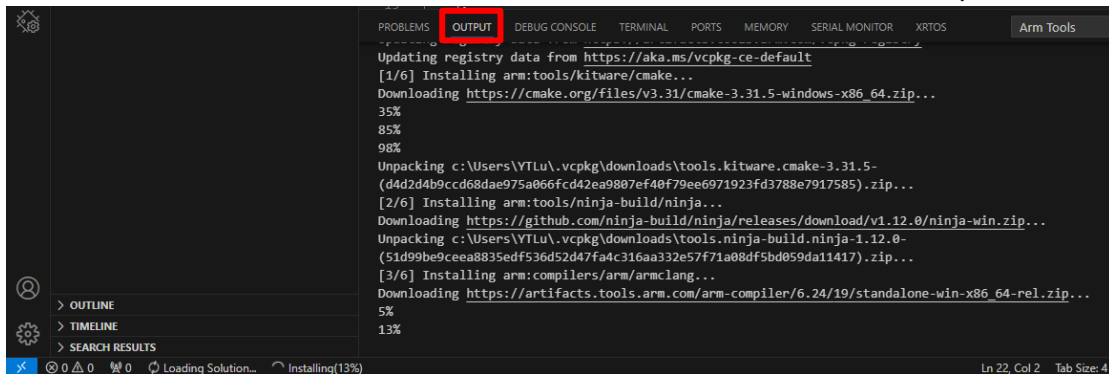 PROBLEMS OUTPUT DEBUG CONSOLE TERMINAL PORTS MEMORY SERIAL MONITOR XRTOS Arm Tools
Updating registry data from https://aka.ms/vcpkg-ce-default
[1/6] Installing arm:tools/kitware/cmake...
Downloading https://cmake.org/files/v3.31/cmake-3.31.5-windows-x86_64.zip...
35%
85%
98%
Unpacking c:\Users\YTLu\.vcpkg\downloads\tools.kitware.cmake-3.31.5-
(d4d2d4b9ccd68dae975a066fcd42ea9807ef40f79ee6971923fd3788e7917585).zip...
[2/6] Installing arm:tools/ninja-build/ninja...
Downloading https://github.com/ninja-build/ninja/releases/download/v1.12.0/ninja-win.zip...
Unpacking c:\Users\YTLu\.vcpkg\downloads\tools.ninja-build.ninja-1.12.0-
(51d99be9ceea8835edf536d52d47fa4c316aa332e57f71a08df5bd059da11417).zip...
[3/6] Installing arm:compilers/arm/armclang...
Downloading https://artifacts.tools.arm.com/arm-compiler/6.24/19/standalone-win-x86_64-rel.zip...
5%
13%
OUTLINE
TIMELINE
SEARCH RESULTS
0 0 0 Loading Solution... Installing(13%) Ln 22, Col 2 Tab Size: 4